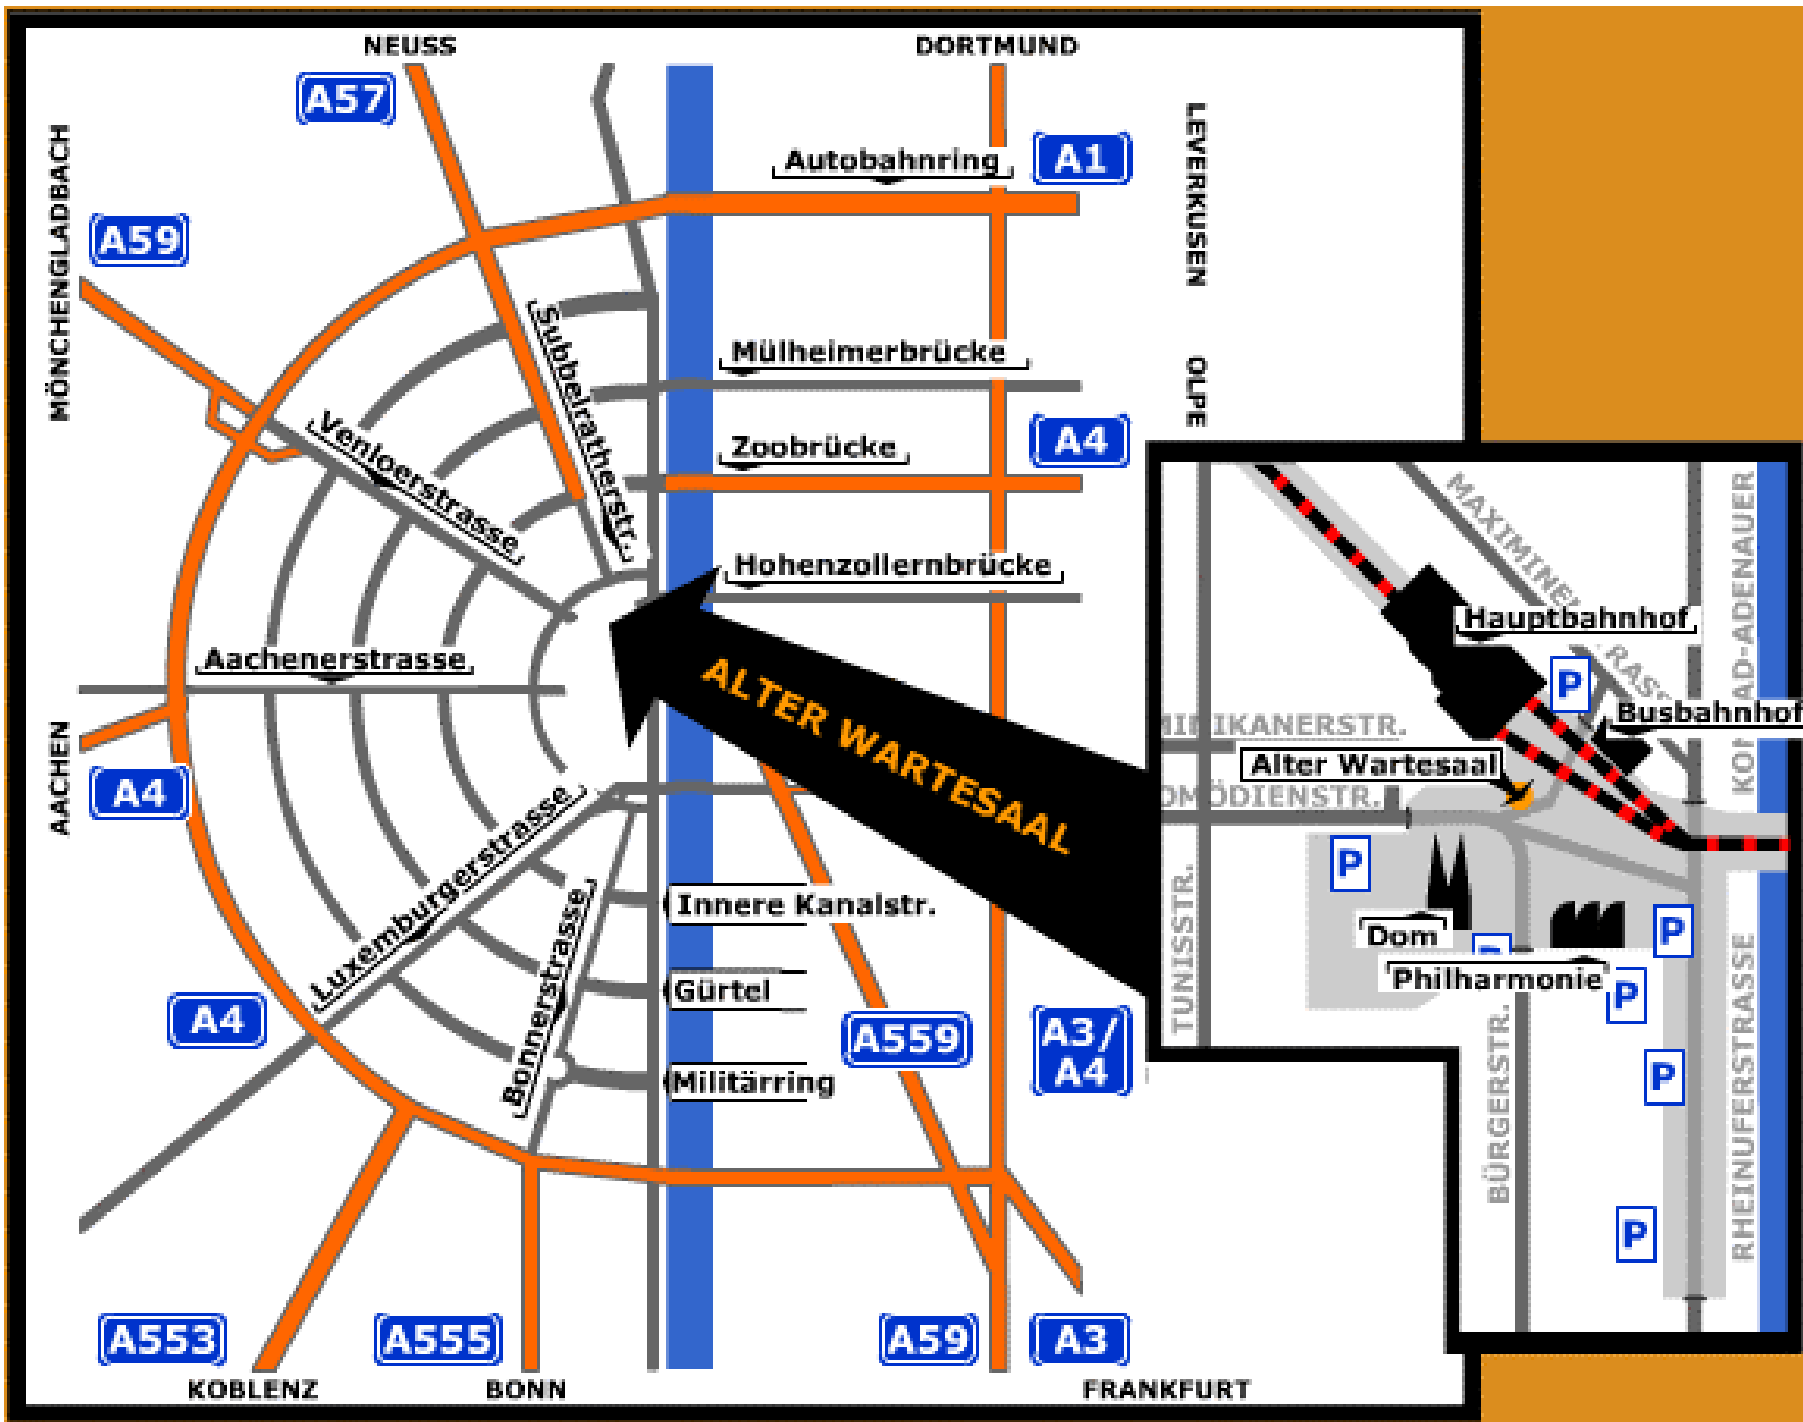 NEUSS
DORTMUND
A57
A1
Autobahnring
LEVERKUSEN
MÖNCHENGLADBACH
A59
Subbelratherstr.
Mülheimerbrücke
OLPE
Venloerstrasse
Zoobrücke
A4
Hohenzollernbrücke
Aachenerstrasse
ALTER WARTESAAL
AACHEN
A4
Luxemburgerstrasse
Bonnerstrasse
Innere Kanalstr.
Gürtel
A4
A559
A3/
A4
Militärring
A553
A555
A59
A3
KOBLENZ
BONN
FRANKFURT
KONRAD-ADENAUER
Hauptbahnhof
P
Busbahnhof
Alter Wartesaal
P
Dom
P
P
Philharmonie
P
TUNISSTR.
BÜRGERSTR.
RHEINUFERSTRASSE
P
P